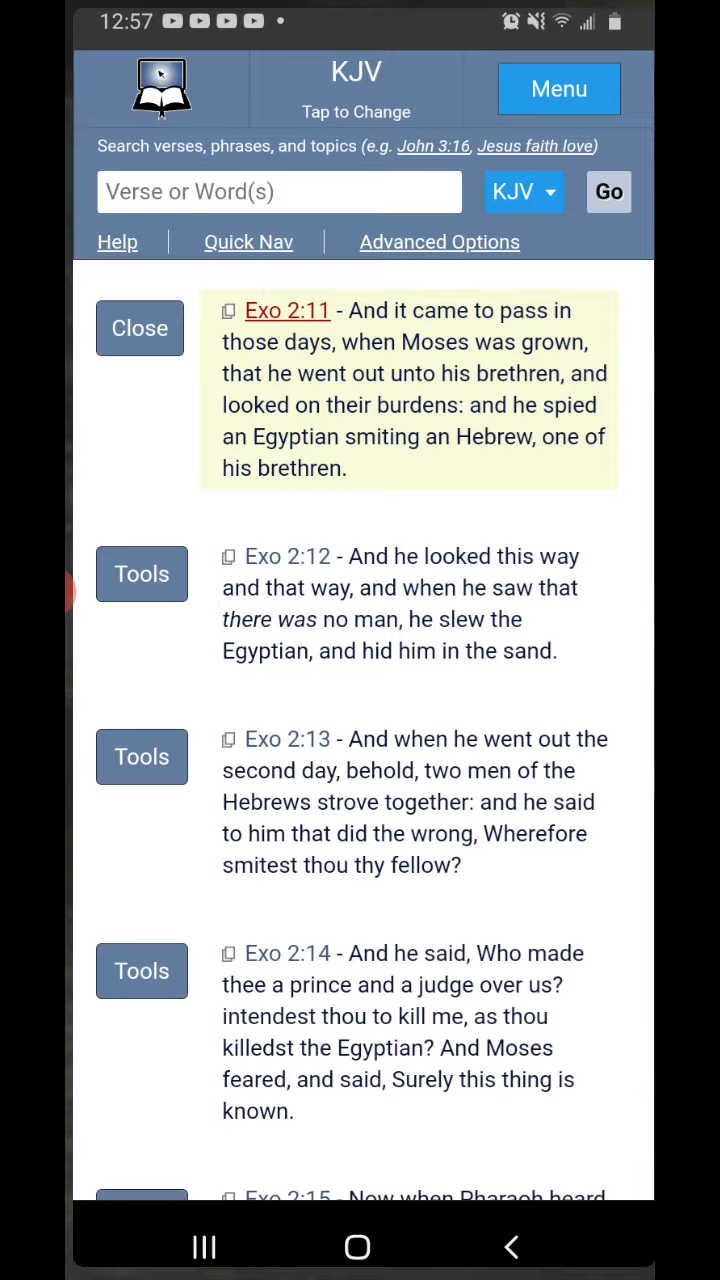 12:57
KJV
Tap to Change
Menu
Search verses, phrases, and topics (e.g. John 3:16, Jesus faith love)
Verse or Word(s)
KJV
Go
Help
Quick Nav
Advanced Options
Close
Exo 2:11 - And it came to pass in
those days, when Moses was grown,
that he went out unto his brethren, and
looked on their burdens: and he spied
an Egyptian smiting an Hebrew, one of
his brethren.
Tools
Exo 2:12 - And he looked this way
and that way, and when he saw that
there was no man, he slew the
Egyptian, and hid him in the sand.
Tools
Exo 2:13 - And when he went out the
second day, behold, two men of the
Hebrews strove together: and he said
to him that did the wrong, Wherefore
smitest thou thy fellow?
Tools
Exo 2:14 - And he said, Who made
thee a prince and a judge over us?
intendest thou to kill me, as thou
killedst the Egyptian? And Moses
feared, and said, Surely this thing is
known.
Exo 2:15 - Now when Pharaoh heard